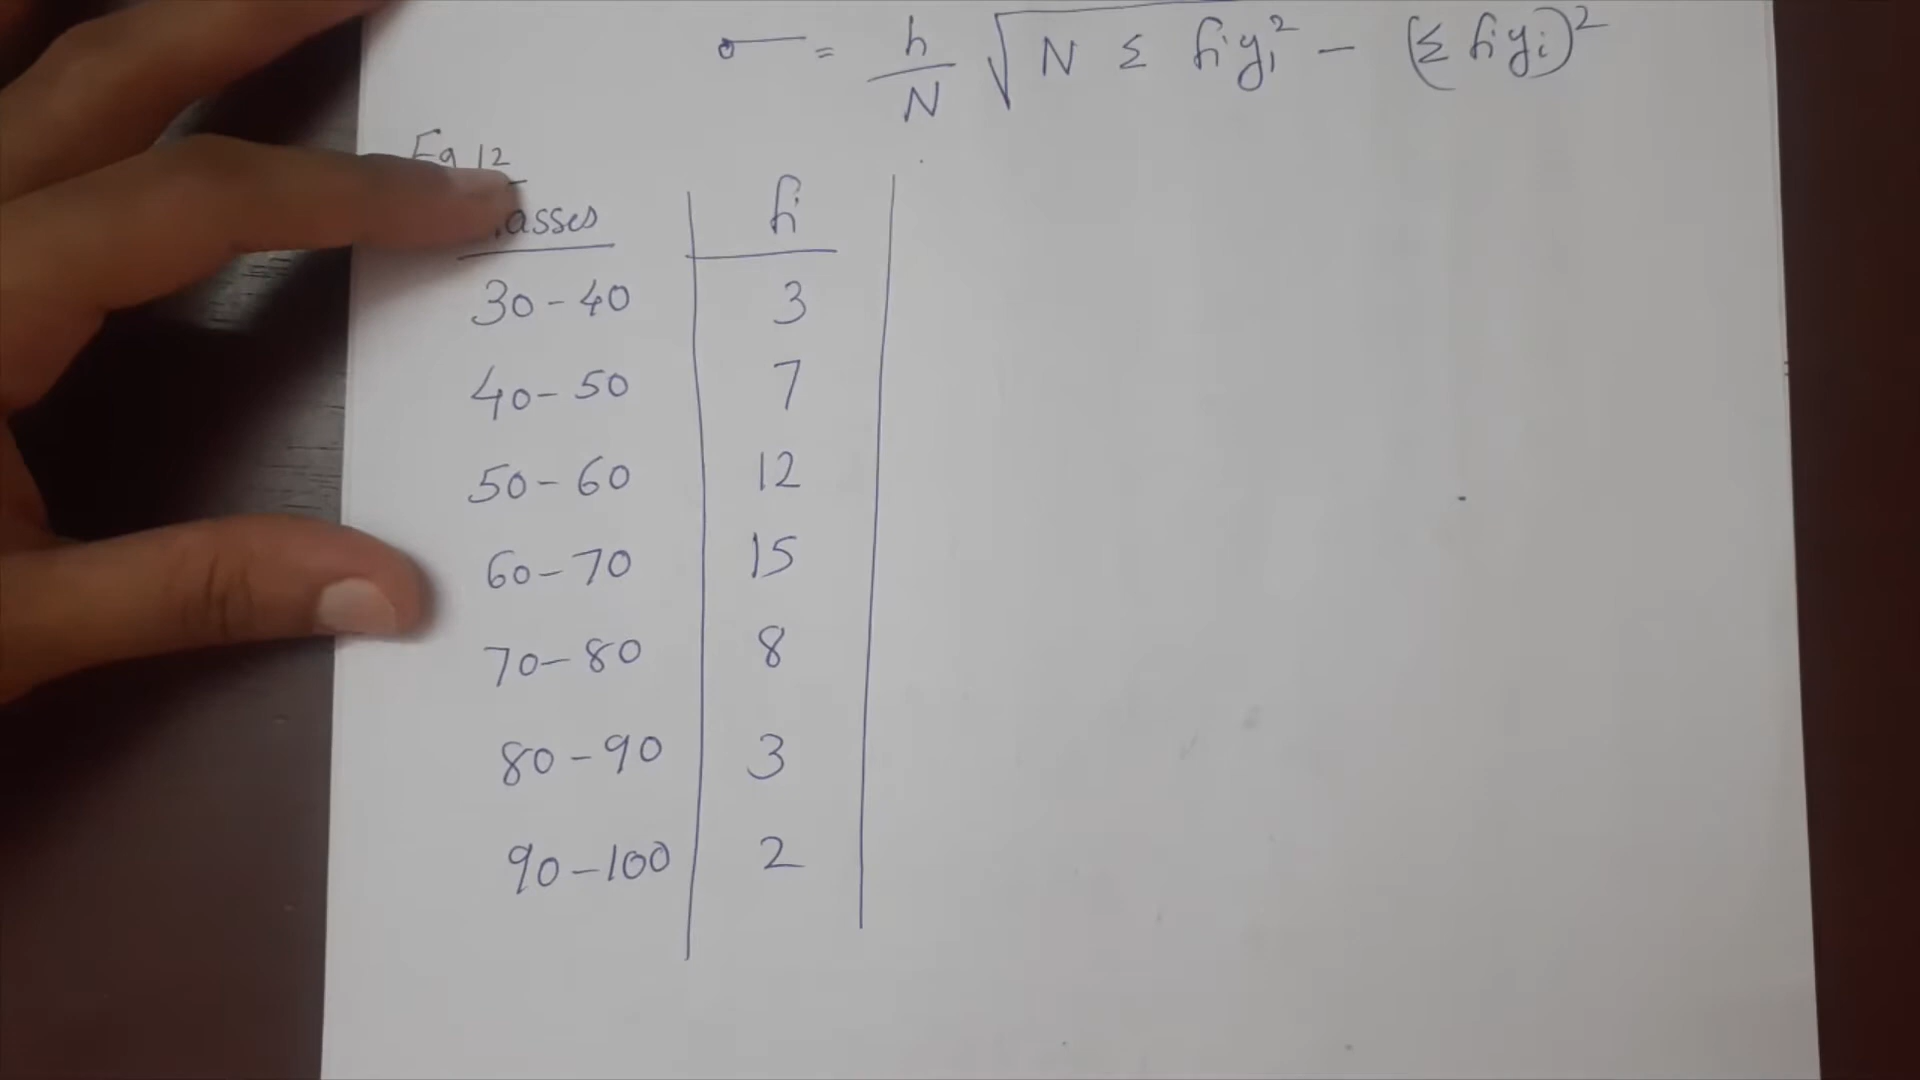 σ = h/N √ N Σ fiyi² - (Σ fiyi)²
Eg 12
fi
30-40 3
40-50 7
50-60 12
60-70 15
70-80 8
80-90 3
90-100 2